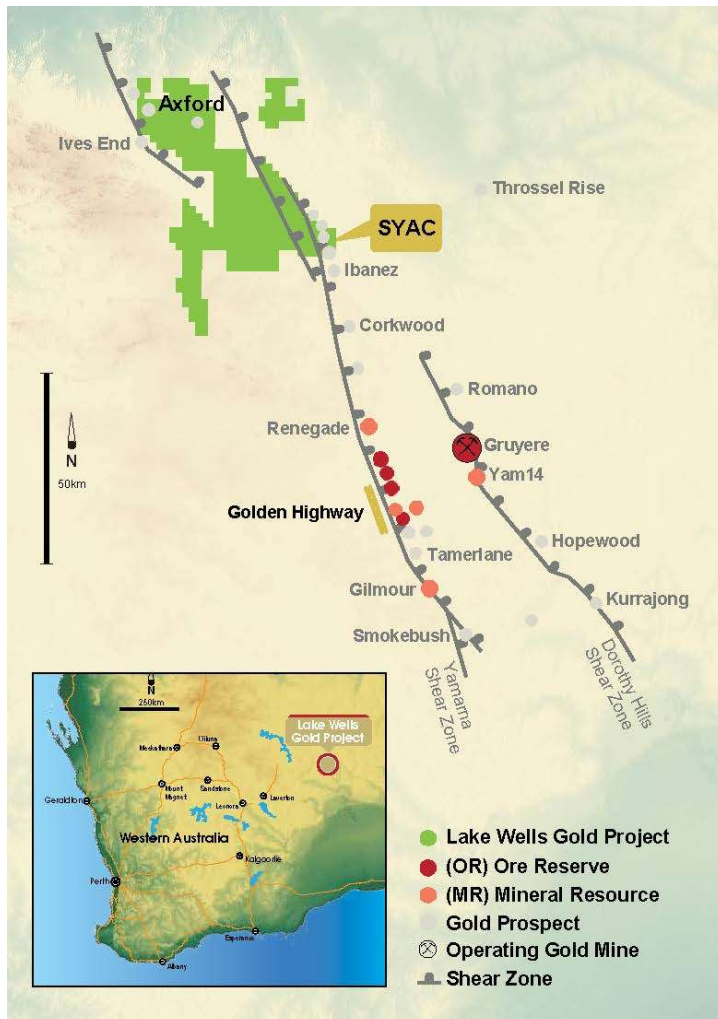 Axford
Ives End
Throssel Rise
SYAC
Ibanez
Corkwood
Romano
Renegade
Gruyere
N
50km
Yam14
Golden Highway
Hopewood
Tamerlane
Gilmour
Kurrajong
Smokebush
Yamarna
Shear Zone
Dorothy Hills
Shear Zone
N
250km
Lake Wells
Gold Project
Meekatharra
Wiluna
Mount
Magnet
Sandstone
Geraldton
Leonora
Laverton
Western Australia
Kalgoorlie
Perth
Esperance
Albany
Lake Wells Gold Project
(OR) Ore Reserve
(MR) Mineral Resource
Gold Prospect
Operating Gold Mine
Shear Zone